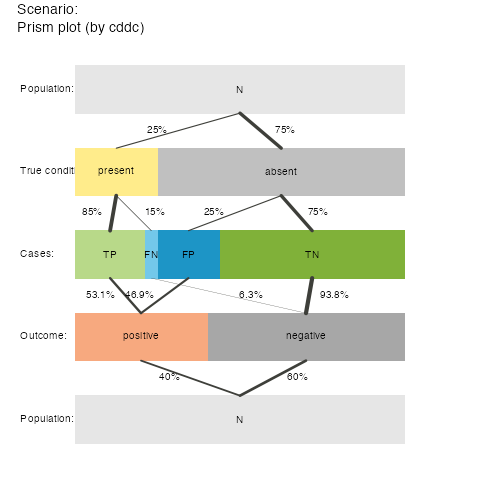 Scenario:
Prism plot (by cddc)
Population:
N
25%
75%
True condit
present
absent
85%
15%
25%
75%
Cases:
TP
FN
FP
TN
53.1%
46.9%
6.3%
93.8%
Outcome:
positive
negative
40%
60%
Population:
N